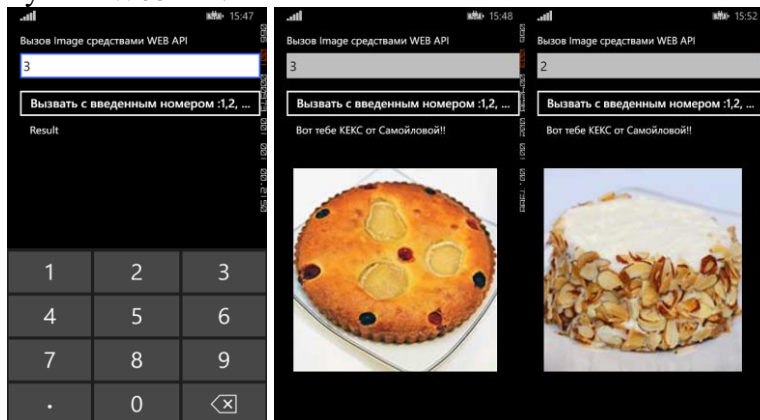 15:47
Вызов Image средствами WEB API
3
Вызвать с введенным номером :1,2, ...
Result
1 2 3
4 5 6
7 8 9
. 0
15:48
Вызов Image средствами WEB API
3
Вызвать с введенным номером :1,2, ...
Вот тебе КЕКС от Самойловой!!
15:52
Вызов Image средствами WEB API
2
Вызвать с введенным номером :1,2, ...
Вот тебе КЕКС от Самойловой!!